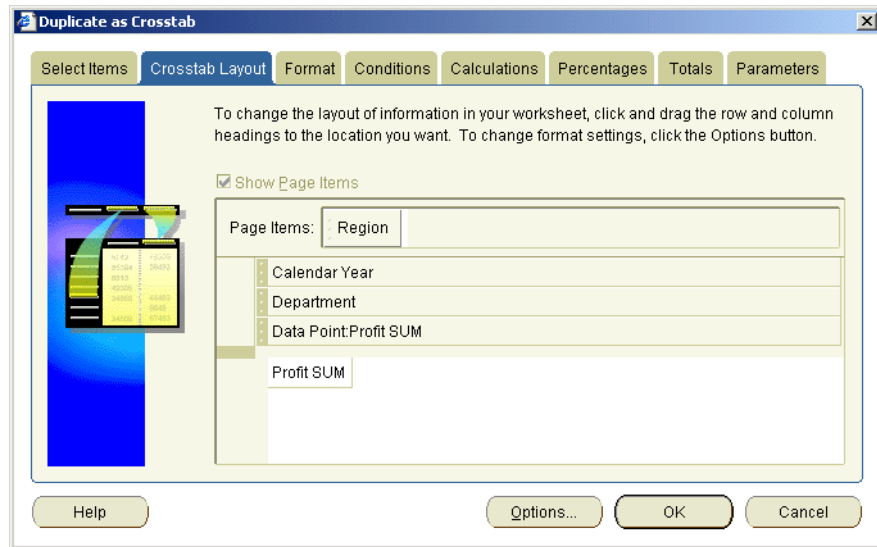 Duplicate as Crosstab
Select Items Crosstab Layout Format Conditions Calculations Percentages Totals Parameters
To change the layout of information in your worksheet, click and drag the row and column
headings to the location you want. To change format settings, click the Options button.
Show Page Items
Page Items: Region
Calendar Year
Department
Data Point:Profit SUM
Profit SUM
Help Options... OK Cancel